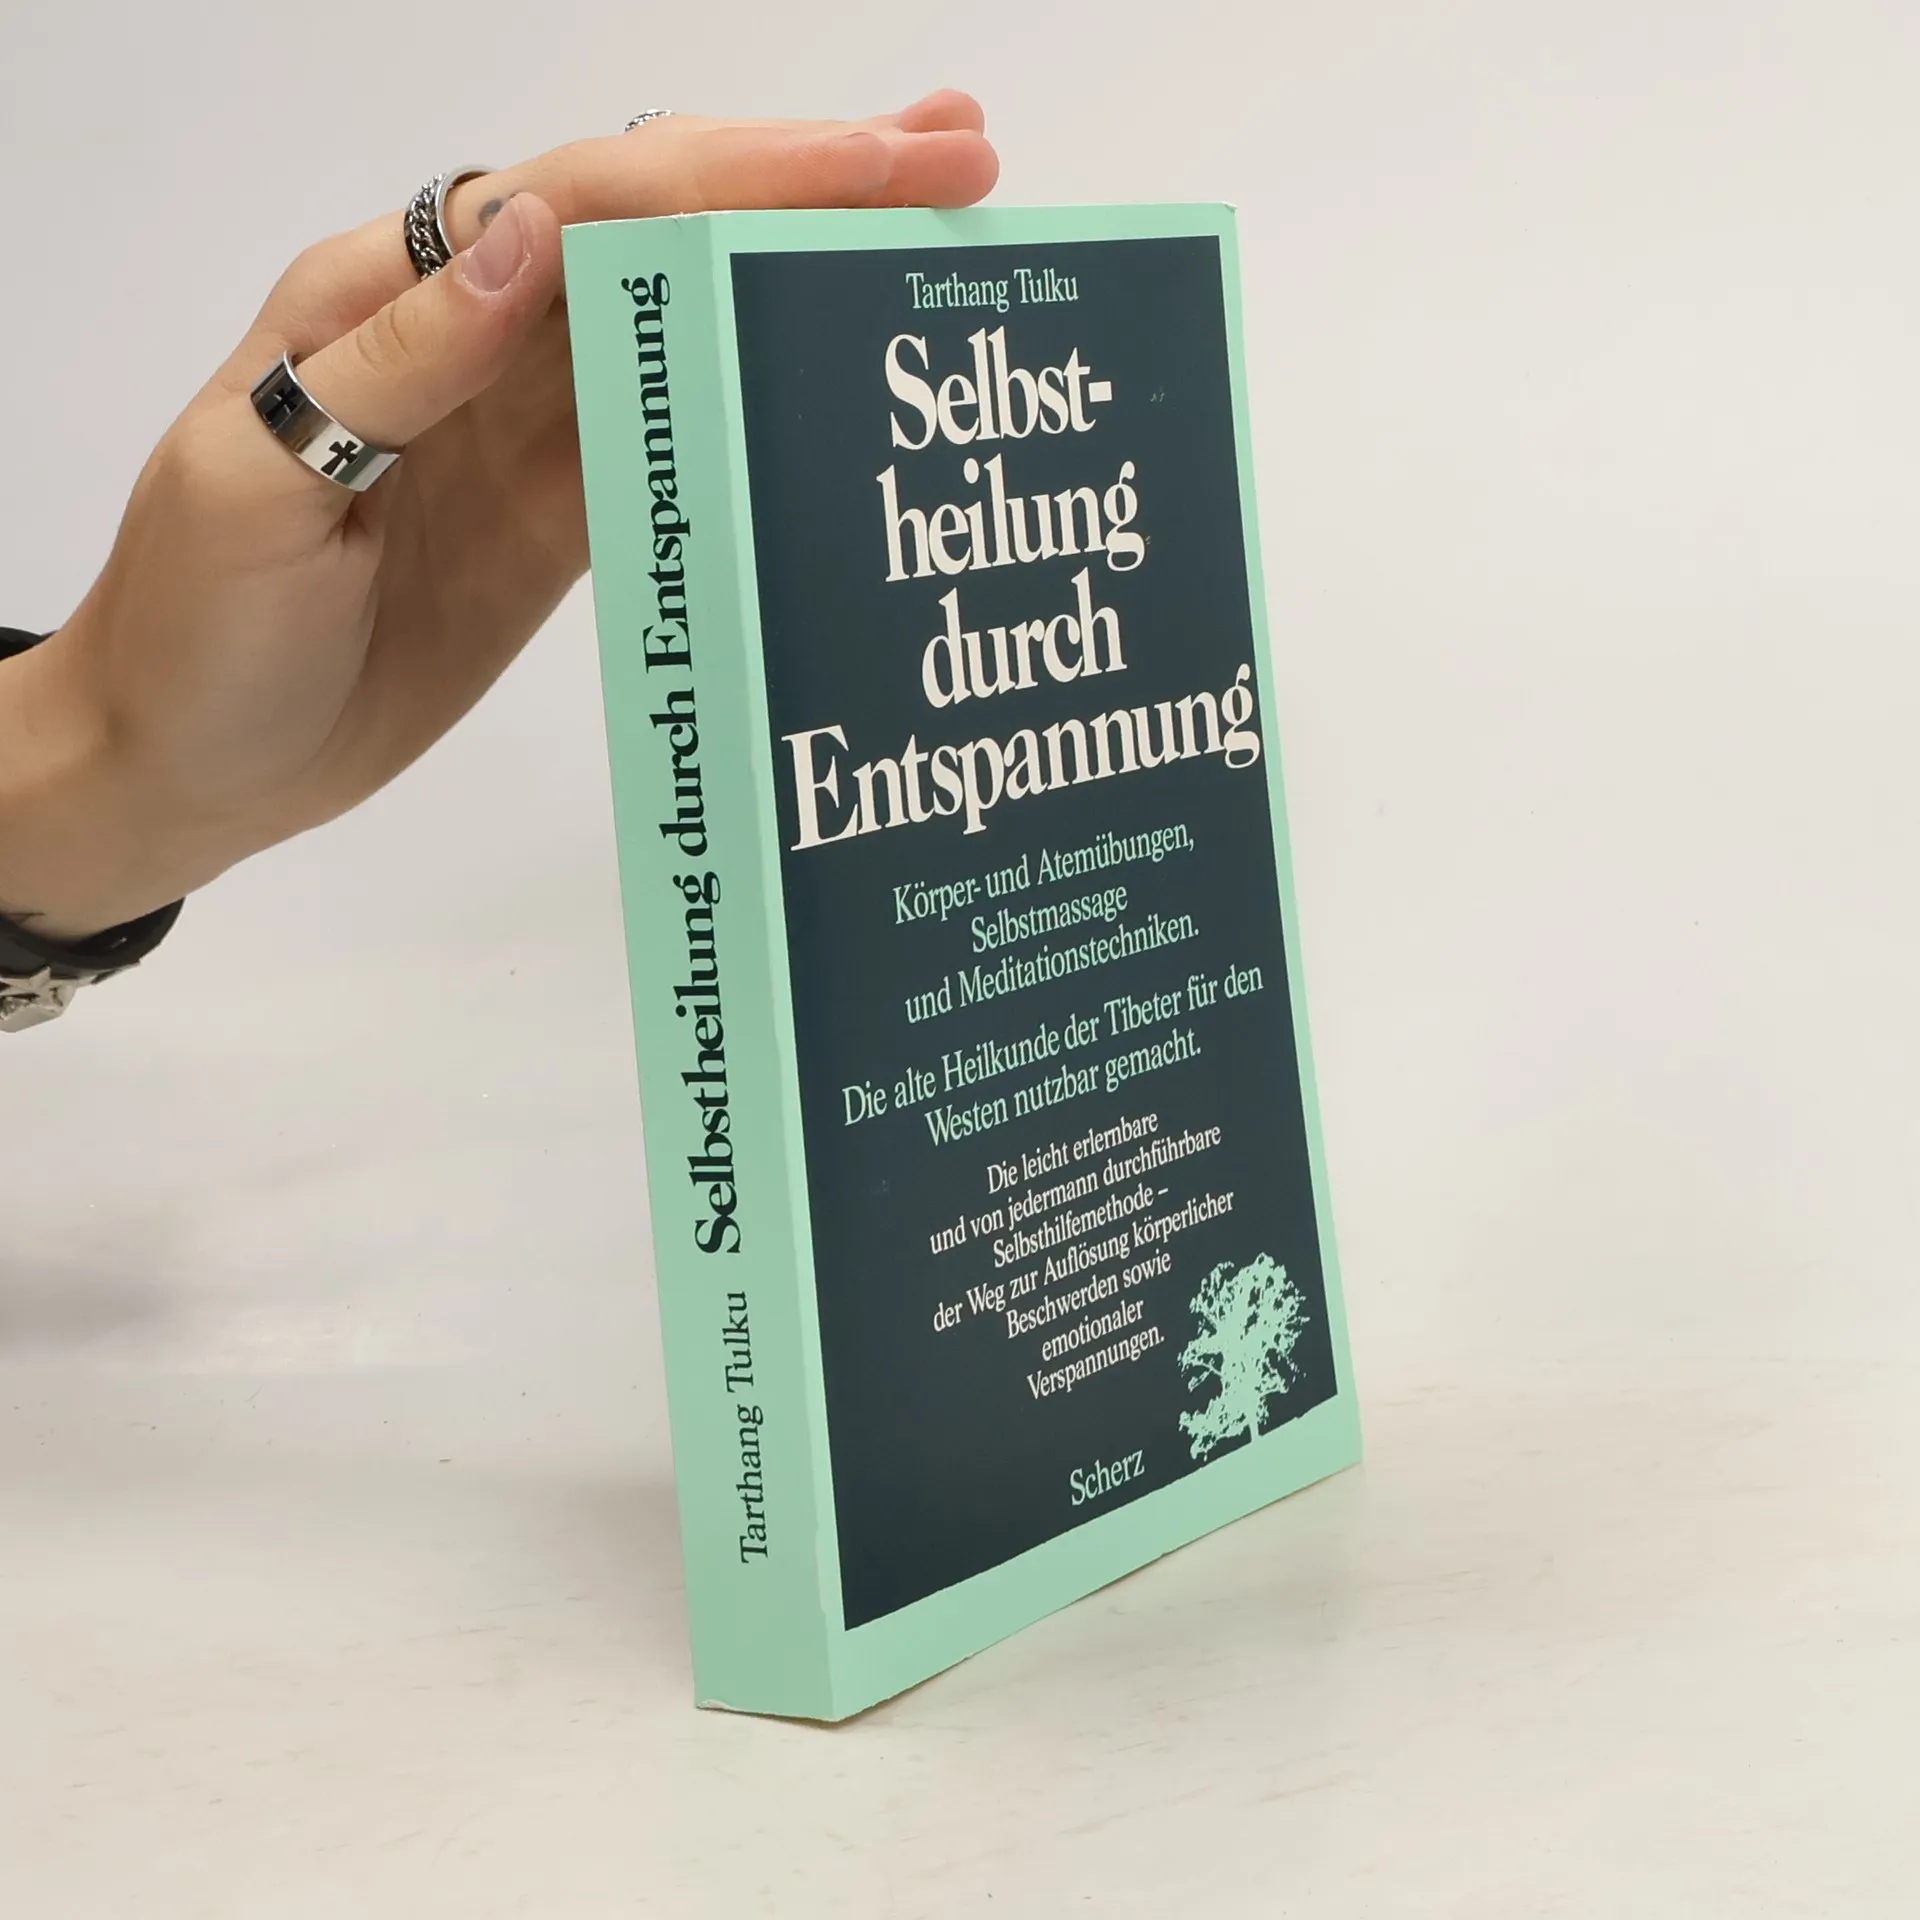 Tarthang Tulku
Selbst-
heilung
durch
Entspannung
Körper- und Atemübungen,
Selbstmassage
und Meditationstechniken.
Die alte Heilkunde der Tibeter für den
Westen nutzbar gemacht.
Die leicht erlernbare
und von jedermann durchführbare
Selbsthilfemethode –
der Weg zur Auflösung körperlicher
Beschwerden sowie
emotionaler
Verspannungen.
Scherz
Tarthang Tulku Selbstheilung durch Entspannung